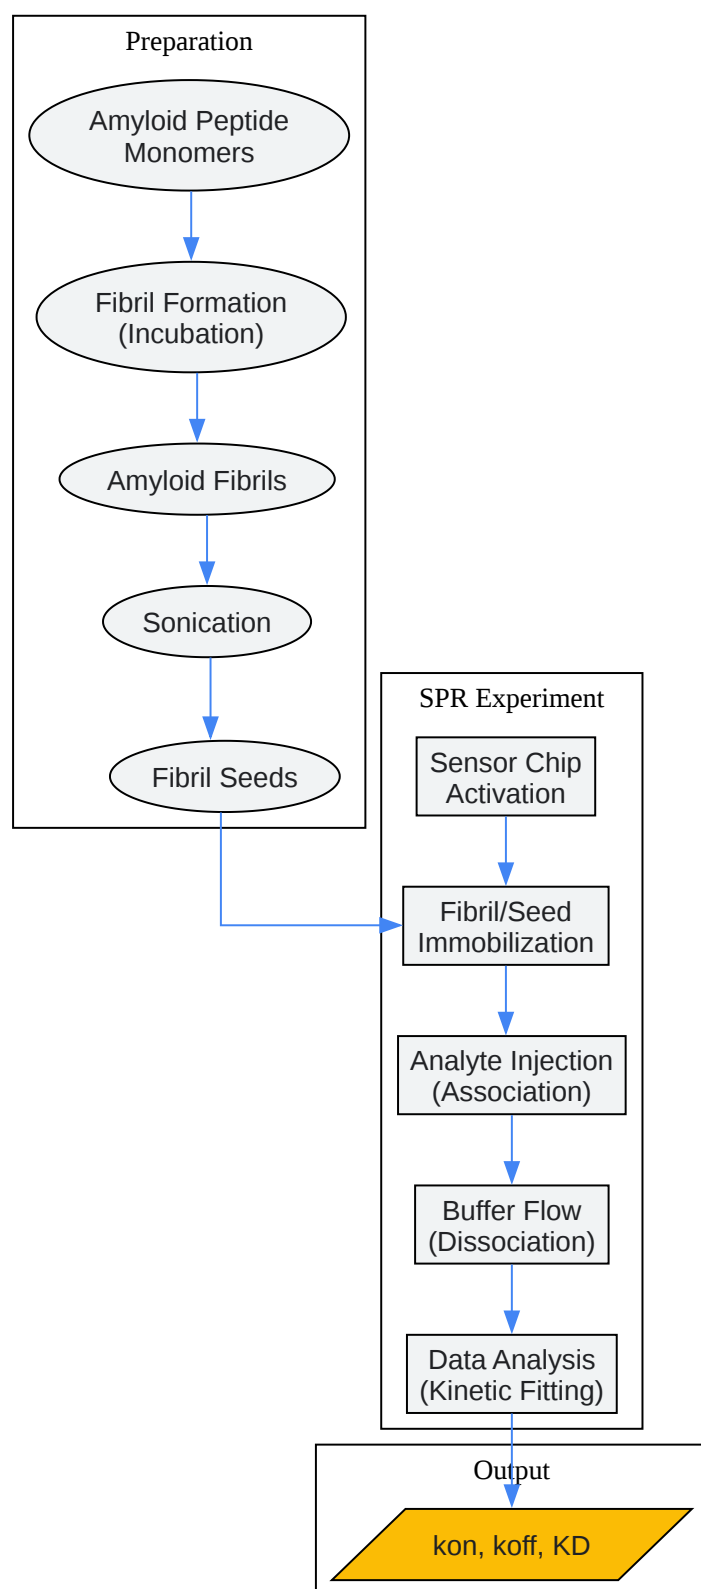 Preparation
Amyloid Peptide
Monomers
Fibril Formation
(Incubation)
Amyloid Fibrils
Sonication
Fibril Seeds
SPR Experiment
Sensor Chip
Activation
Fibril/Seed
Immobilization
Analyte Injection
(Association)
Buffer Flow
(Dissociation)
Data Analysis
(Kinetic Fitting)
Output
kon, koff, KD